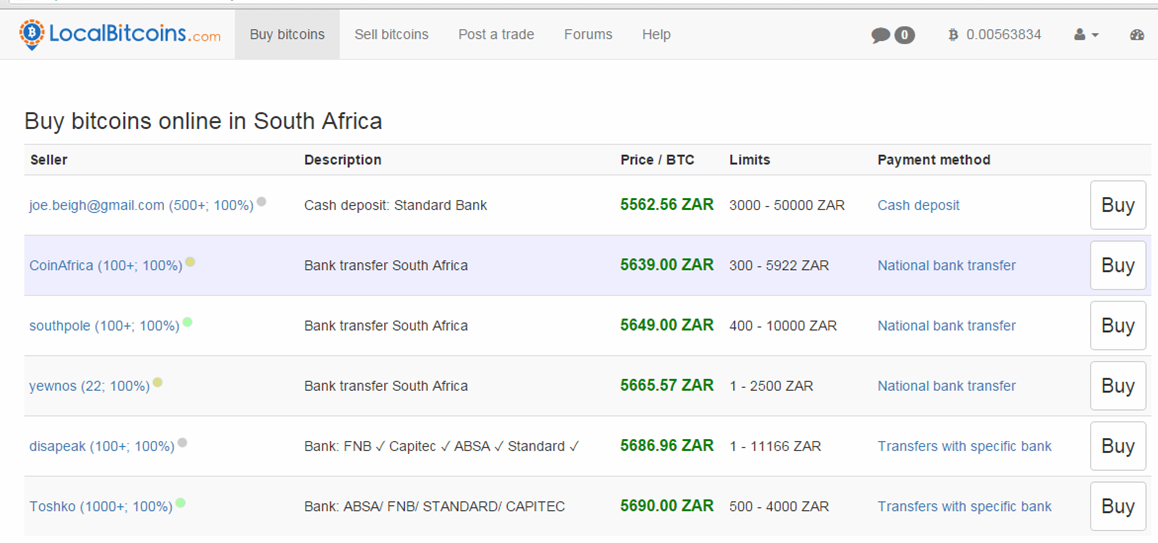 LocalBitcoins.com Buy bitcoins Sell bitcoins Post a trade Forums Help 0 0.00563834
Buy bitcoins online in South Africa
Seller Description Price / BTC Limits Payment method
joe.beigh@gmail.com (500+; 100%) Cash deposit: Standard Bank 5562.56 ZAR 3000 - 50000 ZAR Cash deposit Buy
CoinAfrica (100+; 100%) Bank transfer South Africa 5639.00 ZAR 300 - 5922 ZAR National bank transfer Buy
southpole (100+; 100%) Bank transfer South Africa 5649.00 ZAR 400 - 10000 ZAR National bank transfer Buy
yewnos (22; 100%) Bank transfer South Africa 5665.57 ZAR 1 - 2500 ZAR National bank transfer Buy
disapeak (100+; 100%) Bank: FNB ✓ Capitec ✓ ABSA ✓ Standard ✓ 5686.96 ZAR 1 - 11166 ZAR Transfers with specific bank Buy
Toshko (1000+; 100%) Bank: ABSA/ FNB/ STANDARD/ CAPITEC 5690.00 ZAR 500 - 4000 ZAR Transfers with specific bank Buy